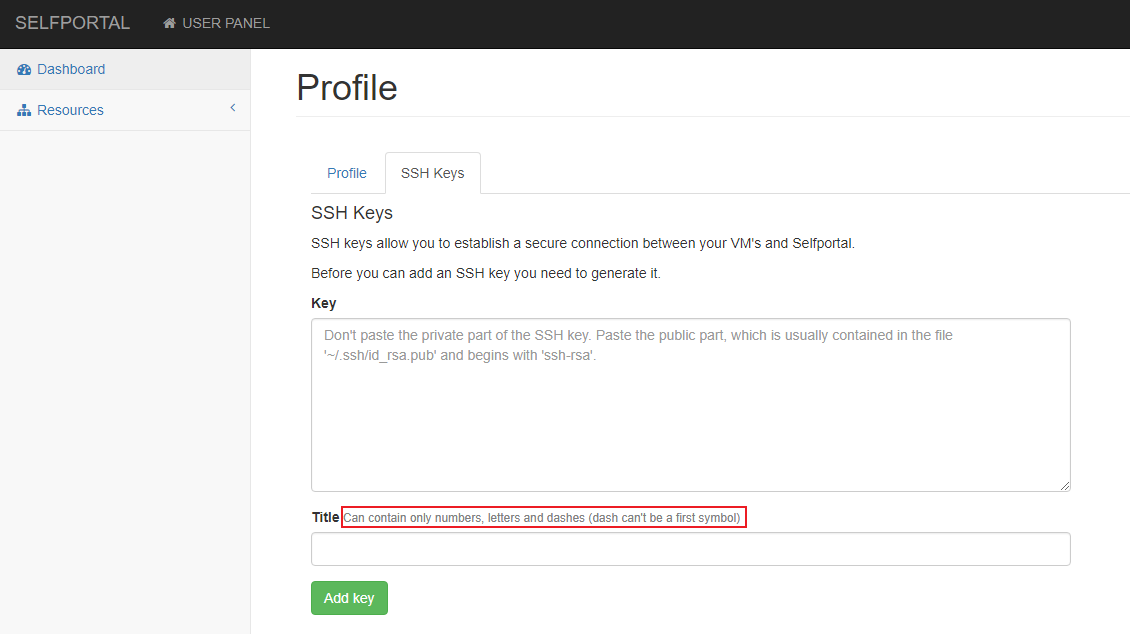 SELFPORTAL USER PANEL
Dashboard
Resources
Profile
Profile SSH Keys
SSH Keys
SSH keys allow you to establish a secure connection between your VM's and Selfportal.
Before you can add an SSH key you need to generate it.
Key
Don't paste the private part of the SSH key. Paste the public part, which is usually contained in the file
'~/.ssh/id_rsa.pub' and begins with 'ssh-rsa'.
Title Can contain only numbers, letters and dashes (dash can't be a first symbol)
Add key